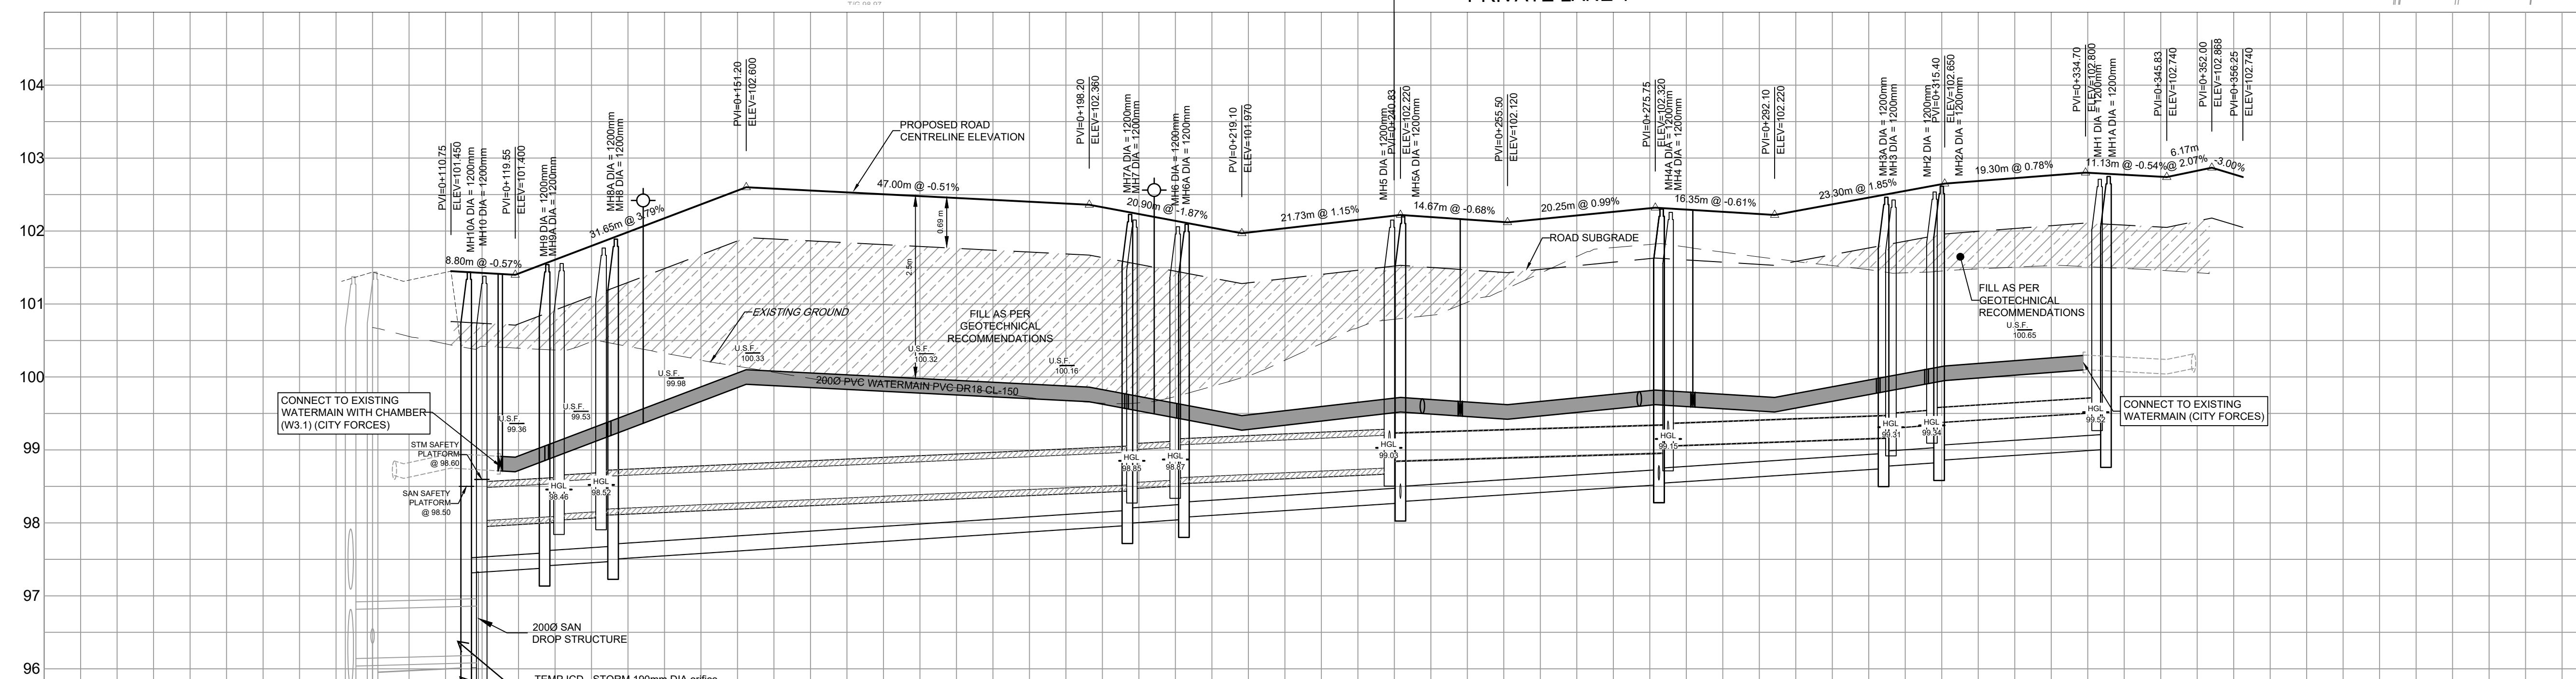 104
103
102
101
100
99
98
97
96
PVI=0+110.75
ELEV=101.450
MH10A DIA = 1200mm
MH10 DIA = 1200mm
PVI=0+119.55
ELEV=101.400
MH9 DIA = 1200mm
MH9A DIA = 1200mm
MH8A DIA = 1200mm
MH8 DIA = 1200mm
PVI=0+151.20
ELEV=102.600
PROPOSED ROAD
CENTRELINE ELEVATION
PVI=0+198.20
ELEV=102.360
MH7A DIA = 1200mm
MH7 DIA = 1200mm
MH6 DIA = 1200mm
MH6A DIA = 1200mm
PVI=0+219.10
ELEV=101.970
MH5 DIA = 1200mm
PVI=0+240.83
ELEV=102.220
MH5A DIA = 1200mm
PVI=0+255.50
ELEV=102.120
PVI=0+275.75
ELEV=102.320
MH4A DIA = 1200mm
MH4 DIA = 1200mm
PVI=0+292.10
ELEV=102.220
MH3A DIA = 1200mm
MH3 DIA = 1200mm
MH2 DIA = 1200mm
PVI=0+315.40
ELEV=102.650
MH2A DIA = 1200mm
PVI=0+334.70
ELEV=102.800
MH1 DIA = 1200mm
MH1A DIA = 1200mm
PVI=0+345.83
ELEV=102.740
PVI=0+352.00
ELEV=102.868
PVI=0+356.25
ELEV=102.740
8.80m @ -0.57%
31.65m @ 3.79%
47.00m @ -0.51%
20.90m @ -1.87%
21.73m @ 1.15%
14.67m @ -0.68%
20.25m @ 0.99%
16.35m @ -0.61%
23.30m @ 1.85%
19.30m @ 0.78%
11.13m @ -0.54%
6.17m
@ 2.07%
-3.00%
0.69 m
2.5m
ROAD SUBGRADE
EXISTING GROUND
FILL AS PER
GEOTECHNICAL
RECOMMENDATIONS
FILL AS PER
GEOTECHNICAL
RECOMMENDATIONS
U.S.F.
100.65
U.S.F.
100.33
U.S.F.
100.32
U.S.F.
100.16
U.S.F.
99.98
U.S.F.
99.53
U.S.F.
99.36
200Ø PVC WATERMAIN PVC DR18 CL-150
CONNECT TO EXISTING
WATERMAIN WITH CHAMBER
(W3.1) (CITY FORCES)
CONNECT TO EXISTING
WATERMAIN (CITY FORCES)
STM SAFETY
PLATFORM
@ 98.60
SAN SAFETY
PLATFORM
@ 98.50
HGL
98.46
HGL
98.52
HGL
98.85
HGL
98.87
HGL
99.03
HGL
99.15
HGL
99.31
HGL
99.34
HGL
99.52
200Ø SAN
DROP STRUCTURE